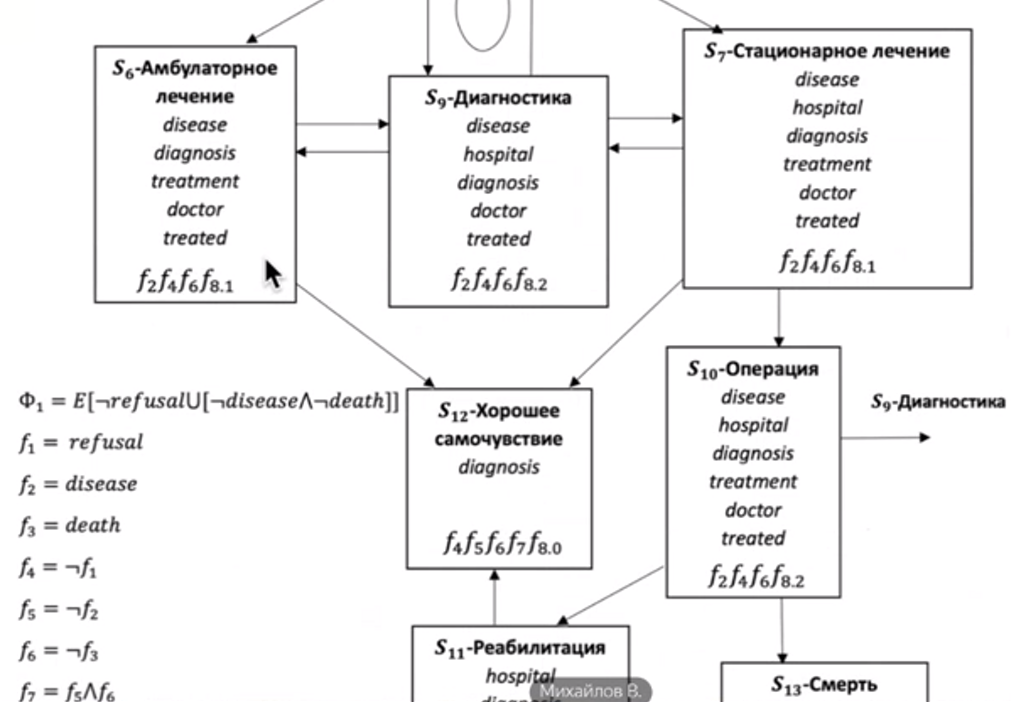 S₆-Амбулаторное
лечение
disease
diagnosis
treatment
doctor
treated
f₂f₄f₆f₈.₁
S₉-Диагностика
disease
hospital
diagnosis
doctor
treated
f₂f₄f₆f₈.₂
S₇-Стационарное лечение
disease
hospital
diagnosis
treatment
doctor
treated
f₂f₄f₆f₈.₁
Φ₁ = E[¬refusal⋃[¬disease⋀¬death]]
f₁ = refusal
f₂ = disease
f₃ = death
f₄ = ¬f₁
f₅ = ¬f₂
f₆ = ¬f₃
f₇ = f₅⋀f₆
S₁₂-Хорошее
самочувствие
diagnosis
f₄f₅f₆f₇f₈.₀
S₁₀-Операция
disease
hospital
diagnosis
treatment
doctor
treated
f₂f₄f₆f₈.₂
S₉-Диагностика
S₁₁-Реабилитация
hospital
Михайлов В.
S₁₃-Смерть